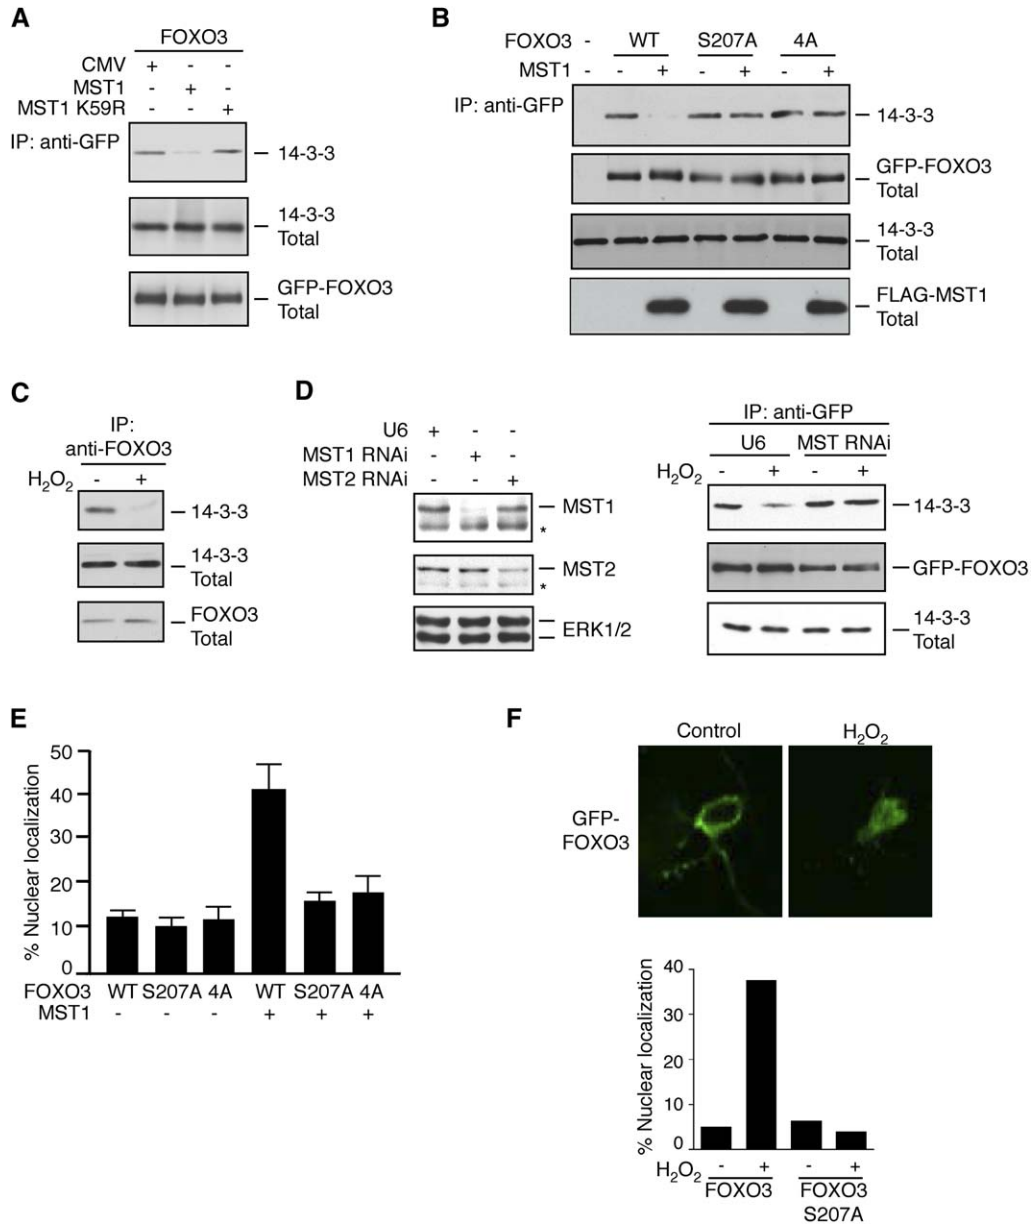 A
FOXO3
CMV + - -
MST1 - + -
MST1 K59R - - +
IP: anti-GFP
14-3-3
14-3-3
Total
GFP-FOXO3
Total
B
FOXO3 - WT S207A 4A
MST1 - - + - + - +
IP: anti-GFP
14-3-3
GFP-FOXO3
Total
14-3-3
Total
FLAG-MST1
Total
C
IP:
anti-FOXO3
H2O2 - +
14-3-3
14-3-3
Total
FOXO3
Total
D
U6 + - -
MST1 RNAi - + -
MST2 RNAi - - +
MST1
*
MST2
*
ERK1/2
IP: anti-GFP
U6 MST RNAi
H2O2 - + - +
14-3-3
GFP-FOXO3
14-3-3
Total
E
% Nuclear localization
50
40
30
20
10
0
FOXO3 WT S207A 4A WT S207A 4A
MST1 - - - + + +
F
Control H2O2
GFP-
FOXO3
% Nuclear localization
40
30
20
10
0
H2O2 - + - +
FOXO3 FOXO3
S207A